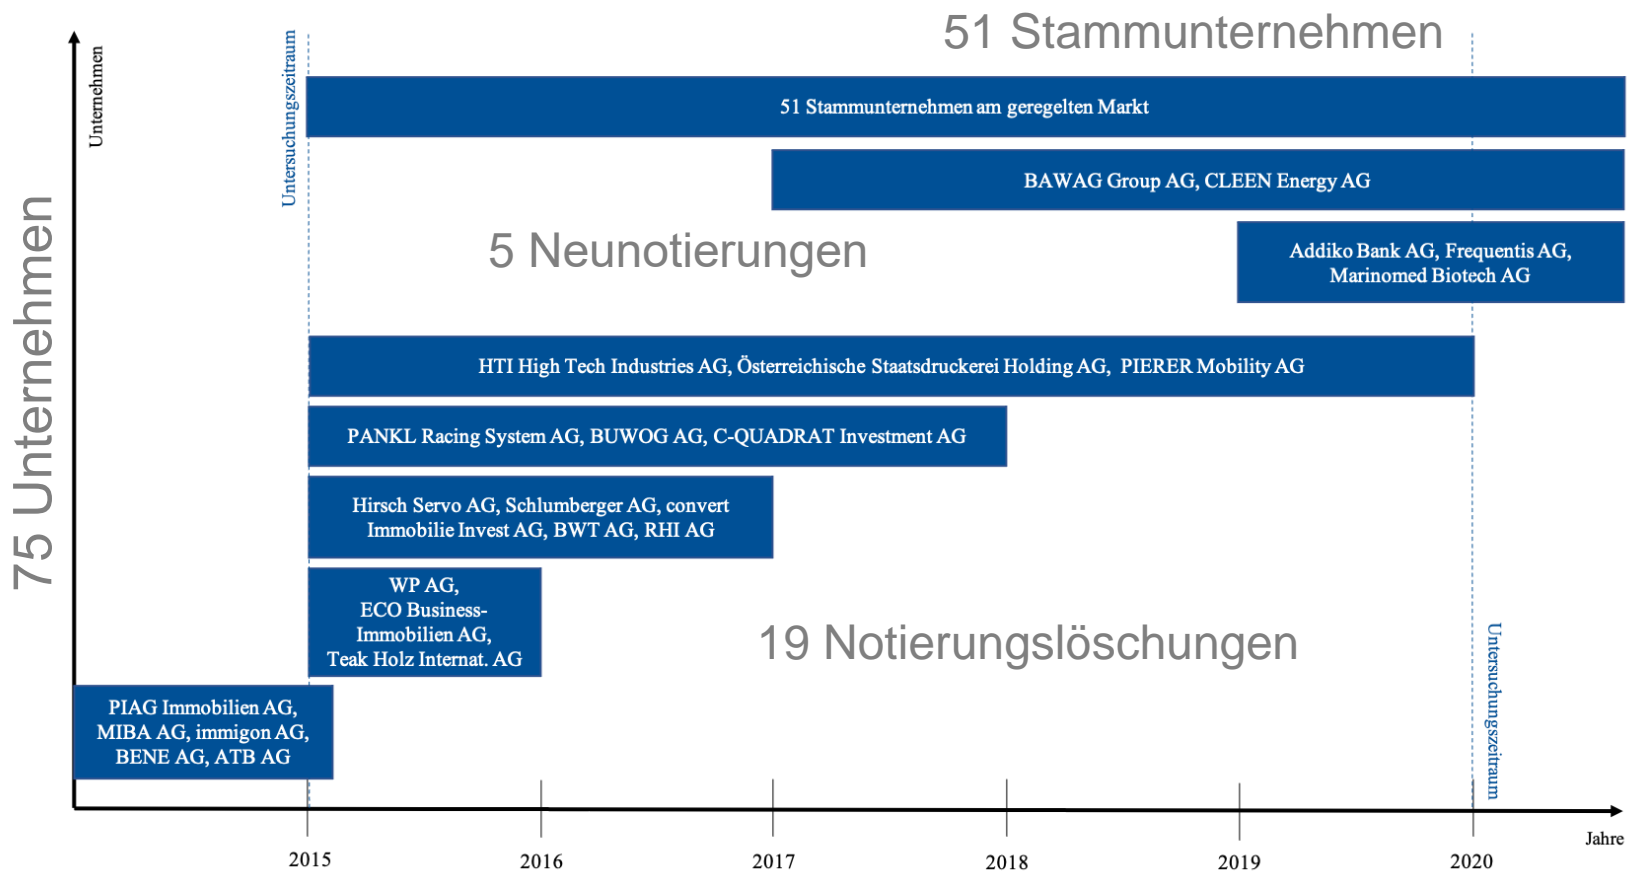 51 Stammunternehmen
Unternehmen
Untersuchungszeitraum
51 Stammunternehmen am geregelten Markt
BAWAG Group AG, CLEEN Energy AG
75 Unternehmen
5 Neunotierungen
Addiko Bank AG, Frequentis AG,
Marinomed Biotech AG
HTI High Tech Industries AG, Österreichische Staatsdruckerei Holding AG, PIERER Mobility AG
PANKL Racing System AG, BUWOG AG, C-QUADRAT Investment AG
Hirsch Servo AG, Schlumberger AG, convert
Immobilie Invest AG, BWT AG, RHI AG
WP AG,
ECO Business-
Immobilien AG,
Teak Holz Internat. AG
19 Notierungslöschungen
Untersuchungszeitraum
PIAG Immobilien AG,
MIBA AG, immigon AG,
BENE AG, ATB AG
Jahre
2015 2016 2017 2018 2019 2020